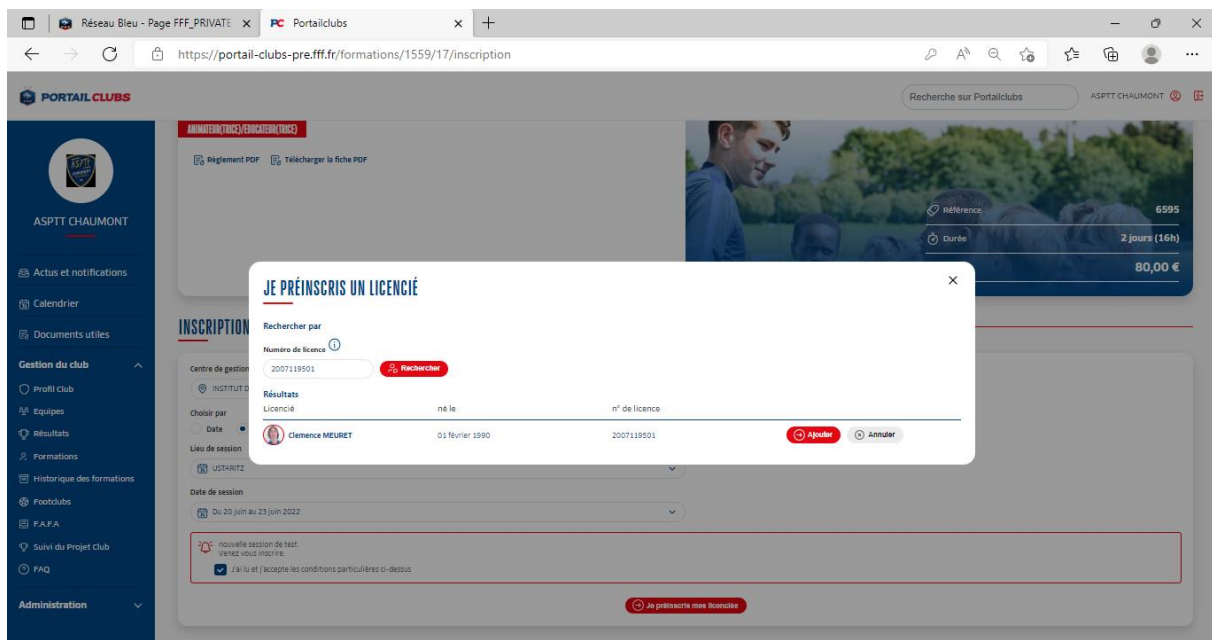 Réseau Bleu - Page FFF_PRIVATE
Portailclubs
https://portail-clubs-pre.fff.fr/formations/1559/17/inscription
PORTAIL CLUBS
Recherche sur Portailclubs
ASPTT CHAUMONT
ASPTT CHAUMONT
Actus et notifications
Calendrier
Documents utiles
Gestion du club
Profil Club
Equipes
Résultats
Formations
Historique des formations
Footclubs
F.A.F.A
Suivi du Projet Club
FAQ
Administration
ANIMATEUR(TRICE)/EDUCATEUR(TRICE)
Règlement PDF Télécharger la fiche PDF
Référence 6595
Durée 2 jours (16h)
80,00 €
JE PRÉINSCRIS UN LICENCIÉ
Rechercher par
Numéro de licence
2007119501 Rechercher
Résultats
Licencié né le n° de licence
Clemence MEURET 01 février 1990 2007119501 Ajouter Annuler
INSCRIPTION
Centre de gestion
INSTITUT D
Choisir par
Date
Lieu de session
USTARITZ
Date de session
Du 20 juin au 23 juin 2022
nouvelle session de test.
Venez vous inscrire.
J'ai lu et j'accepte les conditions particulières ci-dessus
Je préinscris mes licenciés